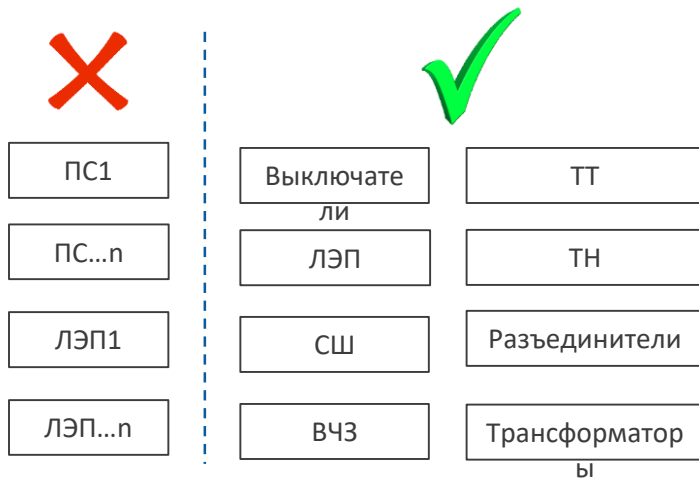 ПС1
ПС...n
ЛЭП1
ЛЭП...n
Выключате
ли
ЛЭП
СШ
ВЧЗ
ТТ
ТН
Разъединители
Трансформатор
ы